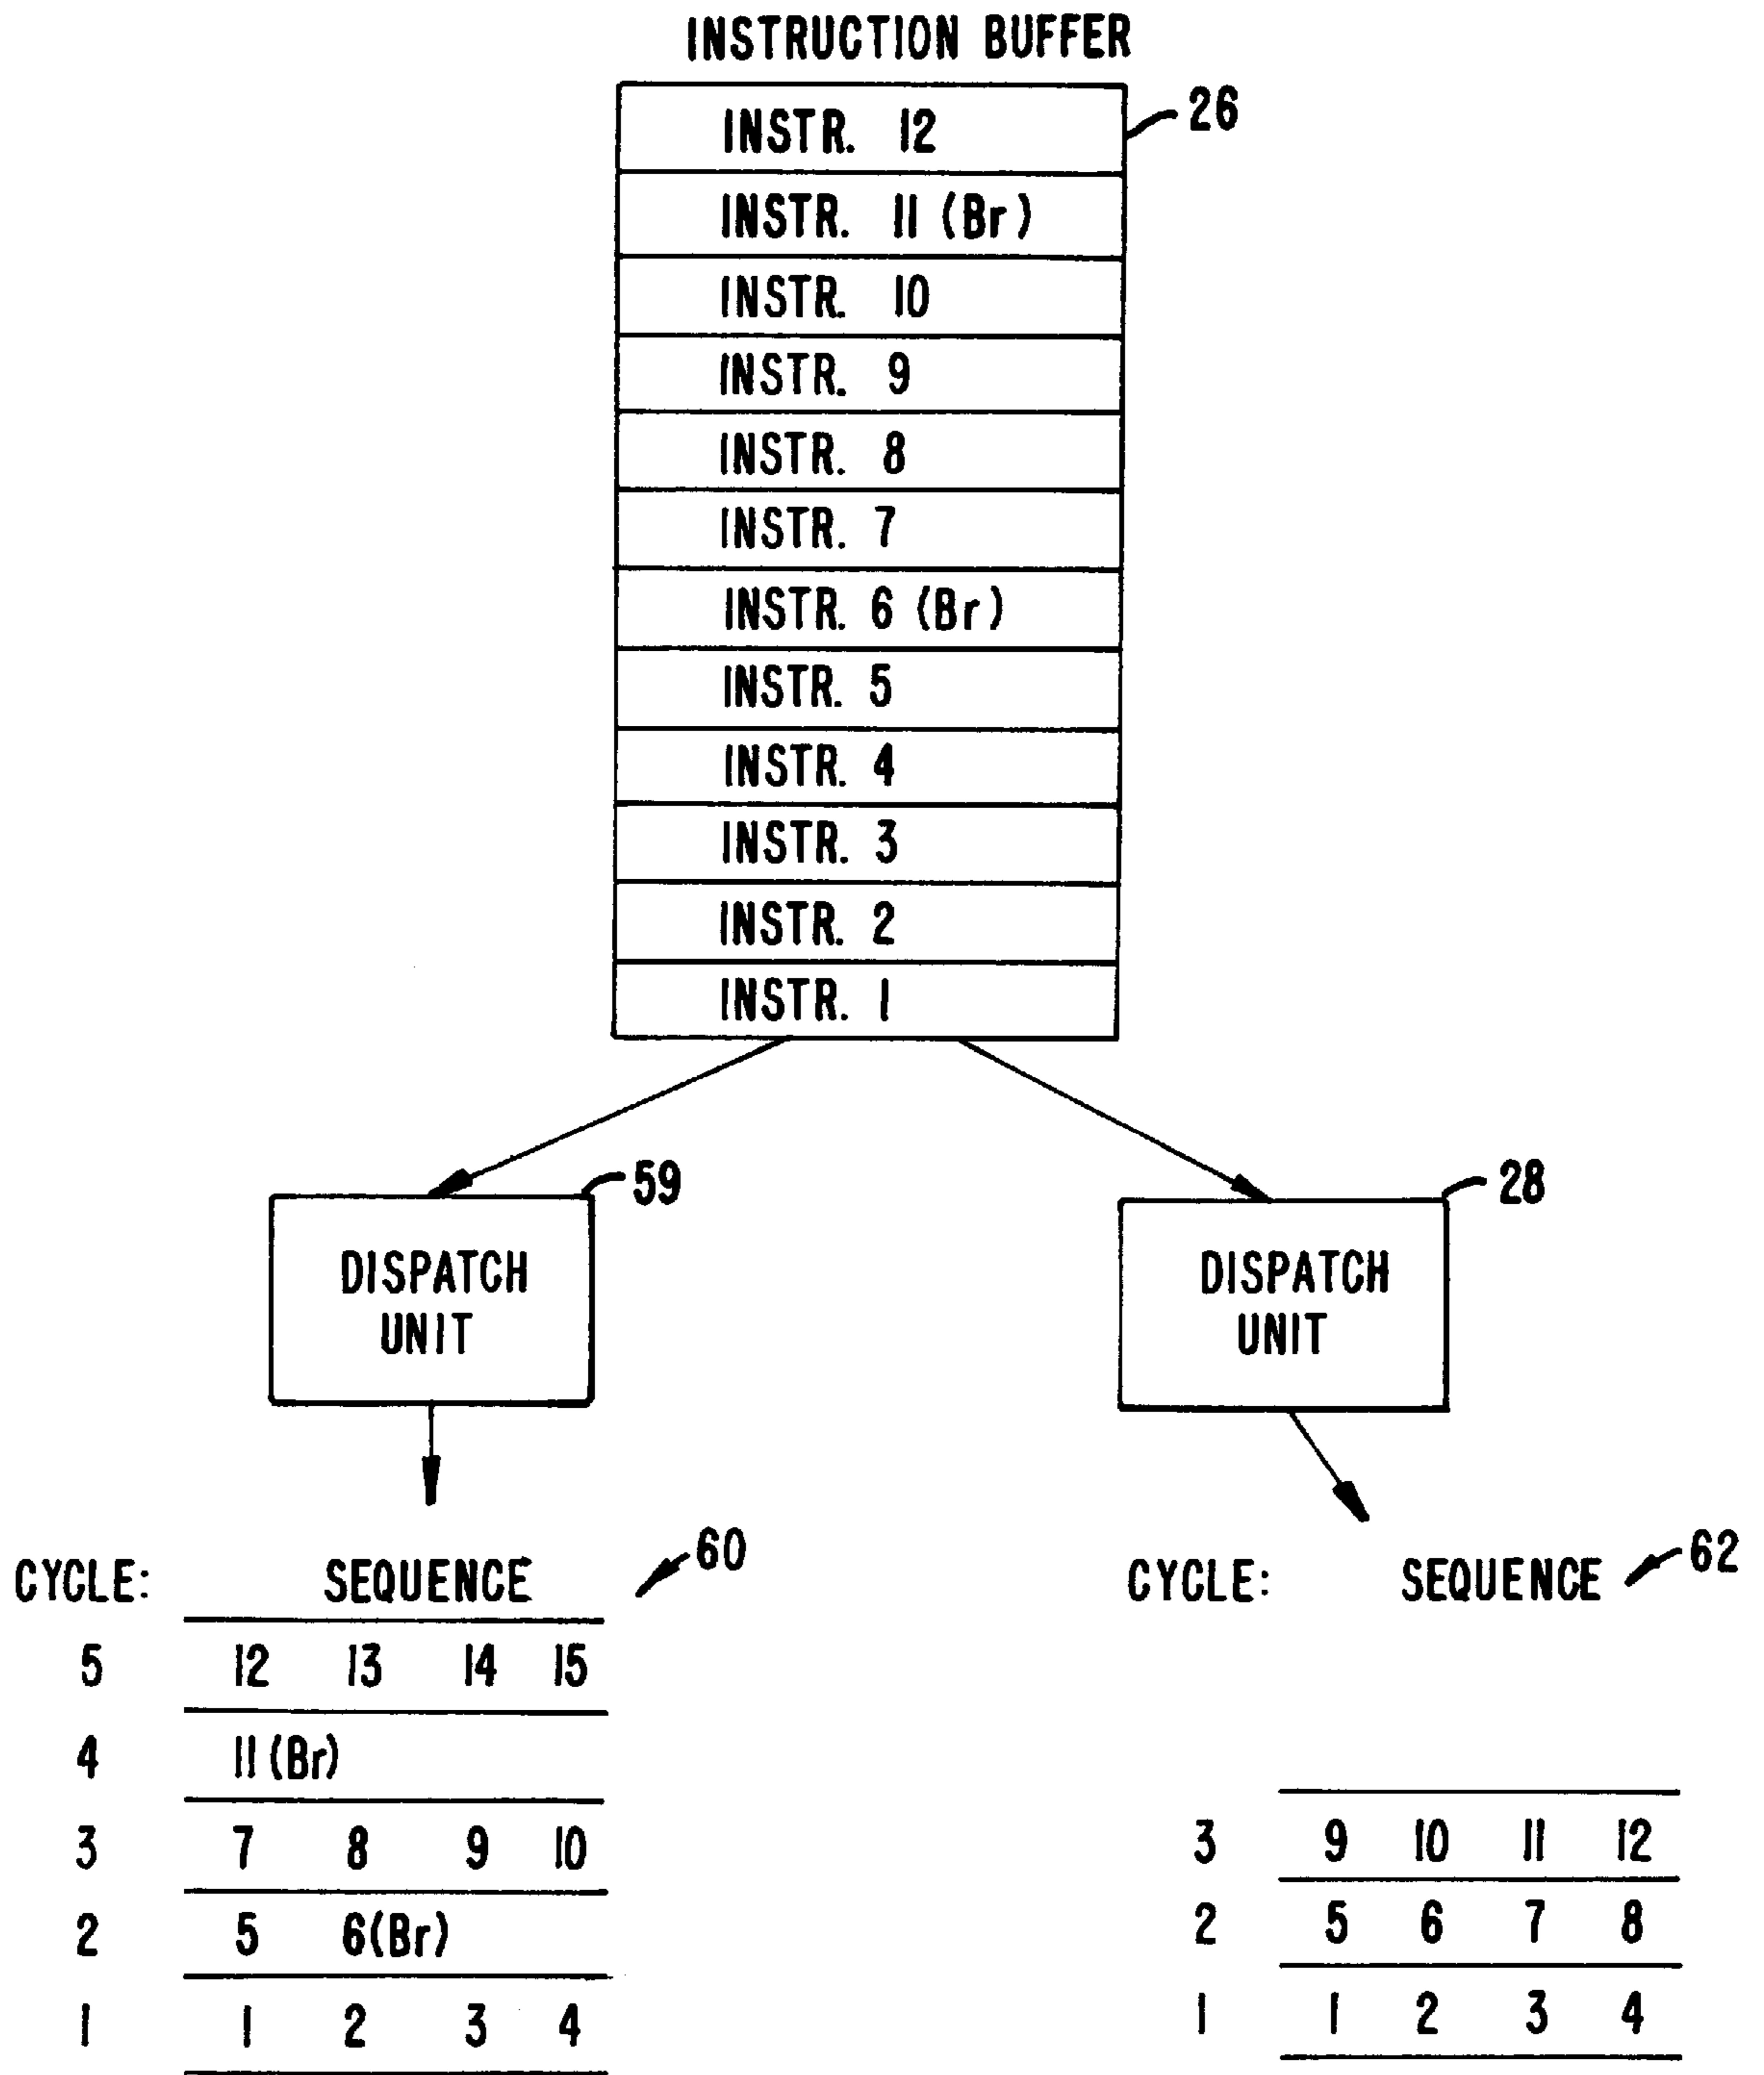 INSTRUCTION BUFFER
26
INSTR. 12
INSTR. 11 (Br)
INSTR. 10
INSTR. 9
INSTR. 8
INSTR. 7
INSTR. 6 (Br)
INSTR. 5
INSTR. 4
INSTR. 3
INSTR. 2
INSTR. 1
59
DISPATCH
UNIT
28
DISPATCH
UNIT
CYCLE: SEQUENCE 60
5 12 13 14 15
4 11 (Br)
3 7 8 9 10
2 5 6(Br)
1 1 2 3 4
CYCLE: SEQUENCE 62
3 9 10 11 12
2 5 6 7 8
1 1 2 3 4